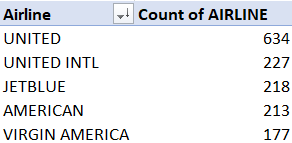 Airline Count of AIRLINE
UNITED 634
UNITED INTL 227
JETBLUE 218
AMERICAN 213
VIRGIN AMERICA 177